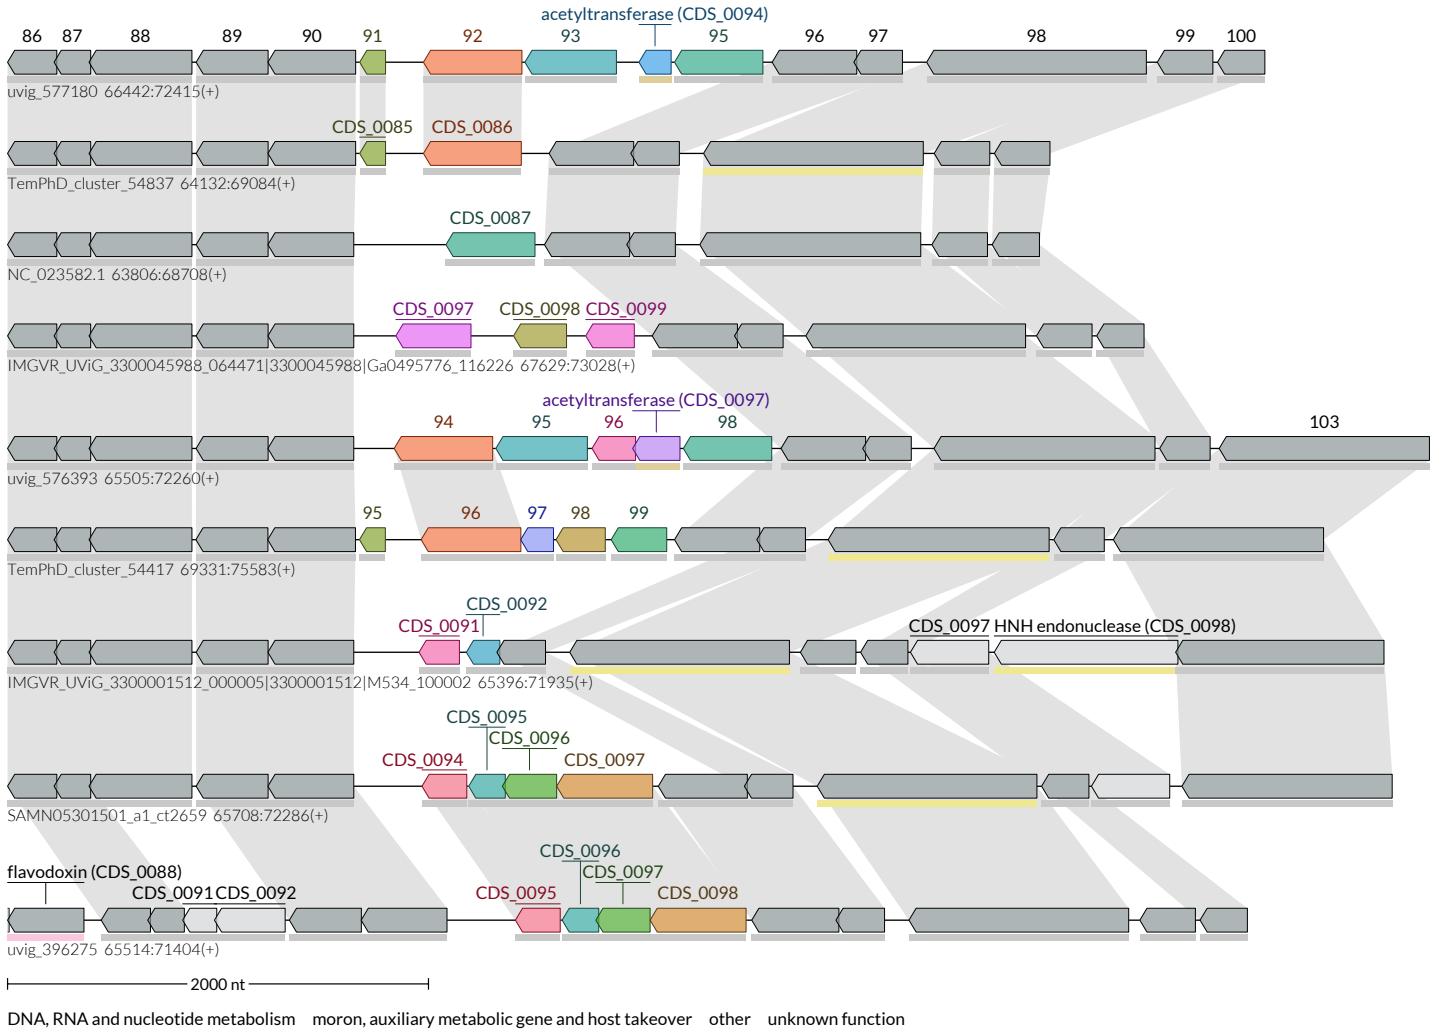 acetyltransferase (CDS_0094)
86 87 88 89 90 91 92 93 95 96 97 98 99 100
uvig_577180 66442:72415(+)
CDS_0085 CDS_0086
TemPhD_cluster_54837 64132:69084(+)
CDS_0087
NC_023582.1 63806:68708(+)
CDS_0097 CDS_0098 CDS_0099
IMGVR_UViG_3300045988_064471|3300045988|Ga0495776_116226 67629:73028(+)
acetyltransferase (CDS_0097)
94 95 96 98 103
uvig_576393 65505:72260(+)
95 96 97 98 99
TemPhD_cluster_54417 69331:75583(+)
CDS_0092
CDS_0091 CDS_0097 HNH endonuclease (CDS_0098)
IMGVR_UViG_3300001512_000005|3300001512|M534_100002 65396:71935(+)
CDS_0095
CDS_0096
CDS_0094 CDS_0097
SAMN05301501_a1_ct2659 65708:72286(+)
CDS_0096
flavodoxin (CDS_0088) CDS_0097
CDS_0091 CDS_0092 CDS_0095 CDS_0098
uvig_396275 65514:71404(+)
2000 nt
DNA, RNA and nucleotide metabolism moron, auxiliary metabolic gene and host takeover other unknown function